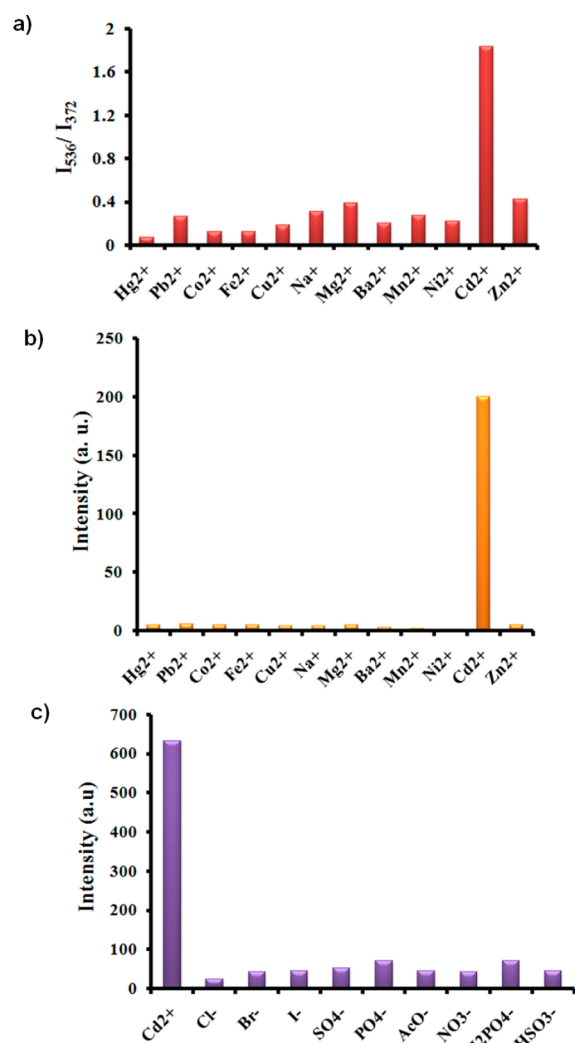 a)
2
1.6
1.2
0.8
0.4
0
I536/ I372
Hg2+
Pb2+
Co2+
Fe2+
Cu2+
Na+
Mg2+
Ba2+
Mn2+
Ni2+
Cd2+
Zn2+
b)
250
200
150
100
50
0
Intensity (a. u.)
Hg2+
Pb2+
Co2+
Fe2+
Cu2+
Na+
Mg2+
Ba2+
Mn2+
Ni2+
Cd2+
Zn2+
c)
700
600
500
400
300
200
100
0
Intensity (a.u)
Cd2+
Cl-
Br-
I-
SO4-
PO4-
AcO-
NO3-
2PO4-
HSO3-